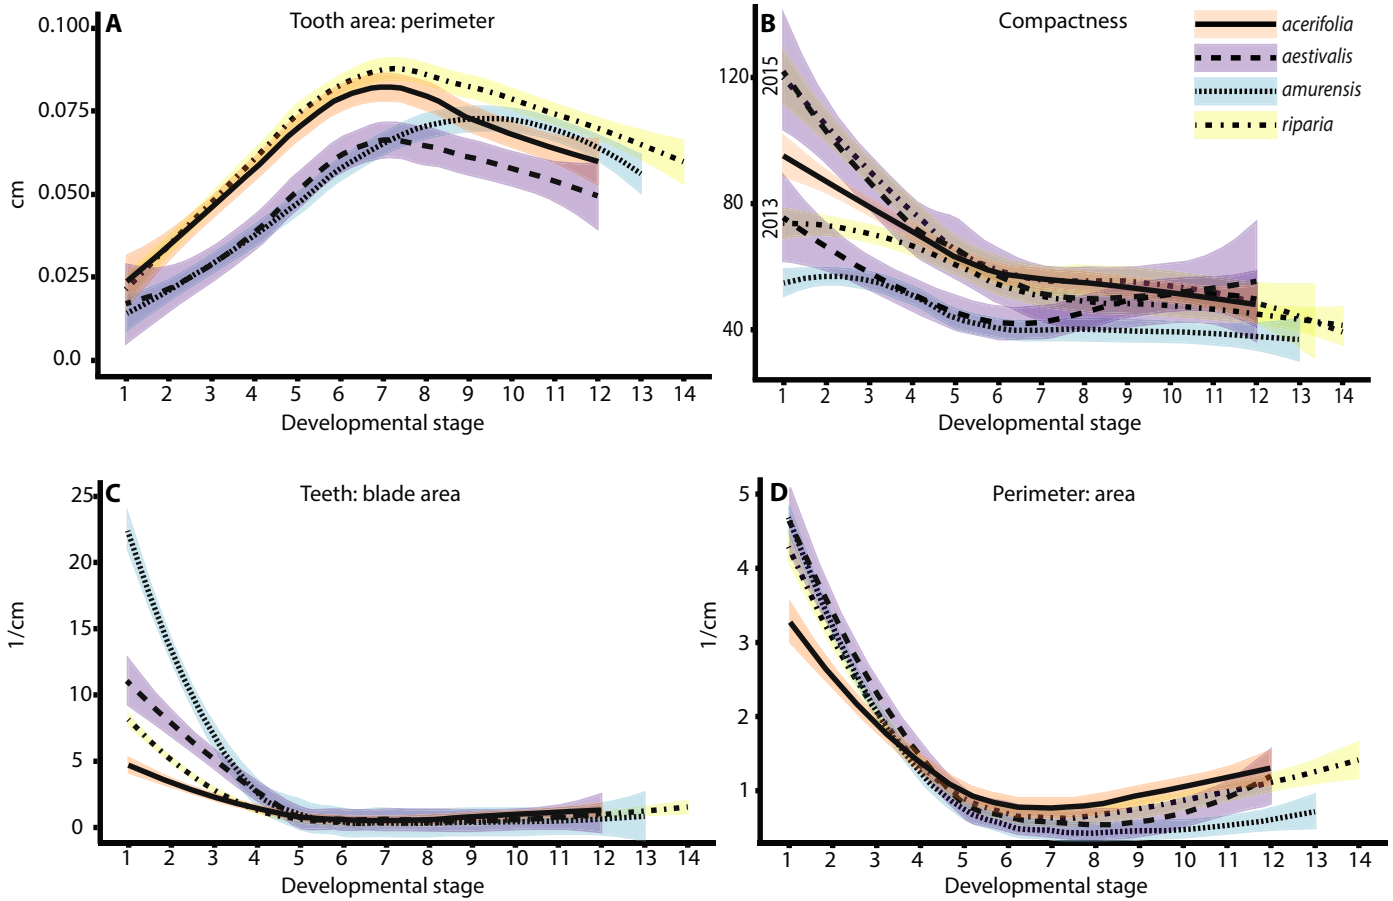 A Tooth area: perimeter
0.100
0.075
0.050
0.025
0.0
cm
1 2 3 4 5 6 7 8 9 10 11 12 13 14
Developmental stage
B Compactness
120
80
40
2015
2013
acerifolia
aestivalis
amurensis
riparia
1 2 3 4 5 6 7 8 9 10 11 12 13 14
Developmental stage
C Teeth: blade area
25
20
15
10
5
0
1/cm
1 2 3 4 5 6 7 8 9 10 11 12 13 14
Developmental stage
D Perimeter: area
5
4
3
2
1
1/cm
1 2 3 4 5 6 7 8 9 10 11 12 13 14
Developmental stage